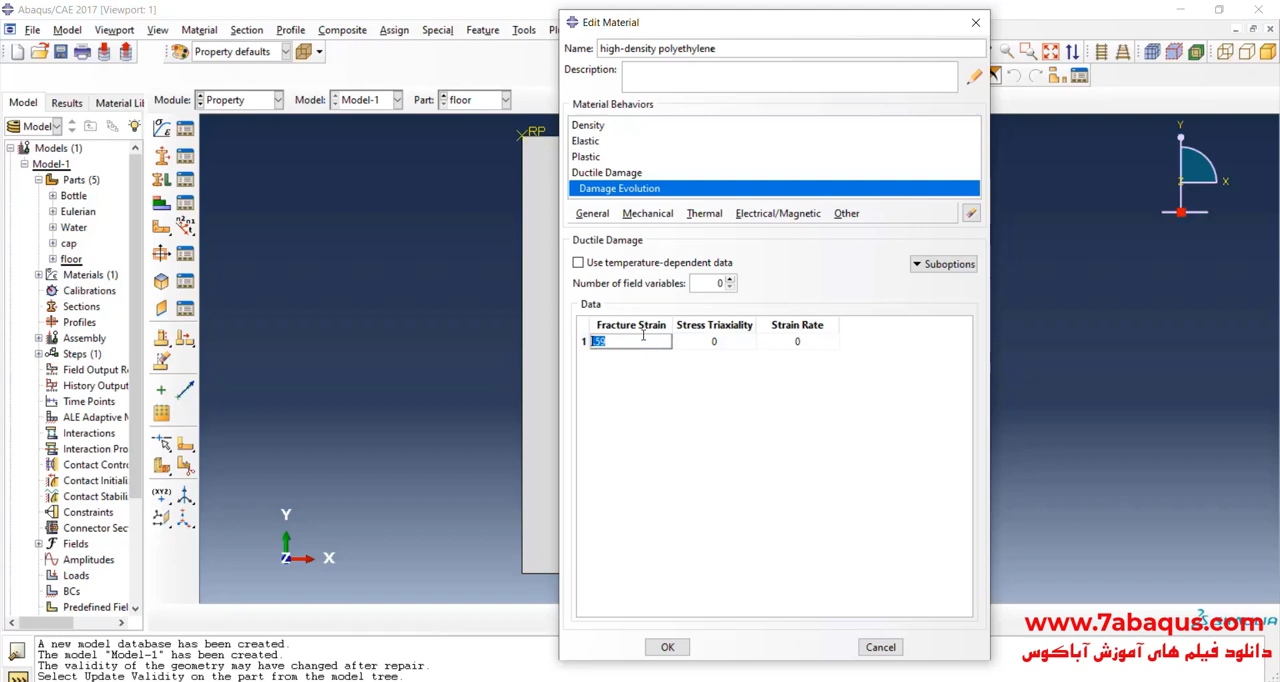 Abaqus/CAE 2017 [Viewport: 1]
File Model Viewport View Material Section Profile Composite Assign Special Feature Tools
Property defaults
Model Results Material Lib
Module: Property Model: Model-1 Part: floor
Model
Models (1)
Model-1
Parts (5)
Bottle
Eulerian
Water
cap
floor
Materials (1)
Calibrations
Sections
Profiles
Assembly
Steps (1)
Field Output R
History Output
Time Points
ALE Adaptive M
Interactions
Interaction Pro
Contact Contro
Contact Initiali
Contact Stabili
Constraints
Connector Sec
Fields
Amplitudes
Loads
BCs
Predefined Fiel
(XYZ)
RP
Y
Z X
Y
Z X
Edit Material
Name: high-density polyethylene
Description:
Material Behaviors
Density
Elastic
Plastic
Ductile Damage
Damage Evolution
General Mechanical Thermal Electrical/Magnetic Other
Ductile Damage
Use temperature-dependent data
Suboptions
Number of field variables: 0
Data
Fracture Strain Stress Triaxiality Strain Rate
1 .59 0 0
OK Cancel
A new model database has been created.
The model "Model-1" has been created.
The validity of the geometry may have changed after repair.
Select Update Validity on the part from the model tree.
www.7abaqus.com
دانلود فیلم های آموزش آباکوس